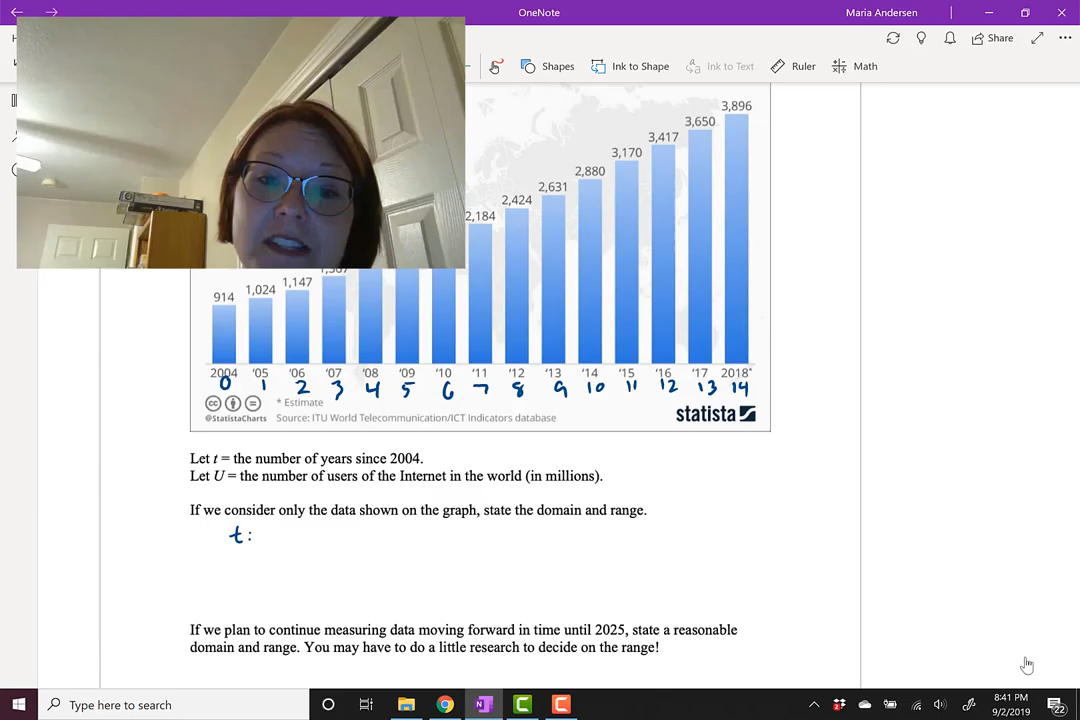 OneNote
Maria Andersen
Share
Shapes
Ink to Shape
Ink to Text
Ruler
Math
3,896
3,650
3,417
3,170
2,880
2,631
2,424
2,184
1,147
1,024
914
2004 '05 '06 '07 '08 '09 '10 '11 '12 '13 '14 '15 '16 '17 2018*
0 1 2 3 4 5 6 7 8 9 10 11 12 13 14
* Estimate
@StatistaCharts Source: ITU World Telecommunication/ICT Indicators database
statista
Let t = the number of years since 2004.
Let U = the number of users of the Internet in the world (in millions).
If we consider only the data shown on the graph, state the domain and range.
t:
If we plan to continue measuring data moving forward in time until 2025, state a reasonable
domain and range. You may have to do a little research to decide on the range!
Type here to search
8:41 PM
9/2/2019
22